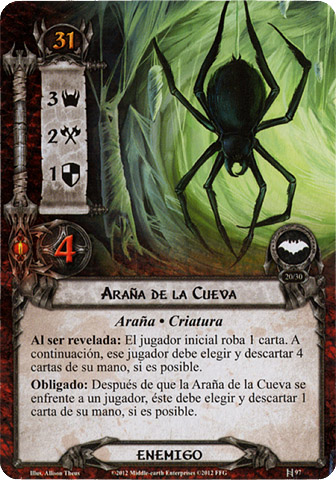 31
3
2
1
4
20/30
Araña de la Cueva
Araña • Criatura
Al ser revelada: El jugador inicial roba 1 carta. A
continuación, ese jugador debe elegir y descartar 4
cartas de su mano, si es posible.
Obligado: Después de que la Araña de la Cueva se
enfrente a un jugador, éste debe elegir y descartar 1
carta de su mano, si es posible.
ENEMIGO
Illus. Allison Theus ©2012 Middle-earth Enterprises ©2012 FFG 97